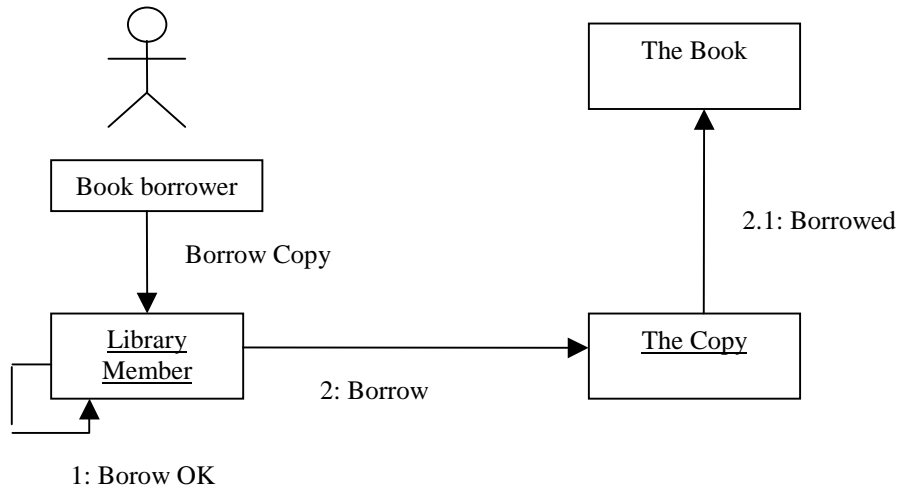 The Book
Book borrower
2.1: Borrowed
Borrow Copy
Library
Member
The Copy
2: Borrow
1: Borow OK